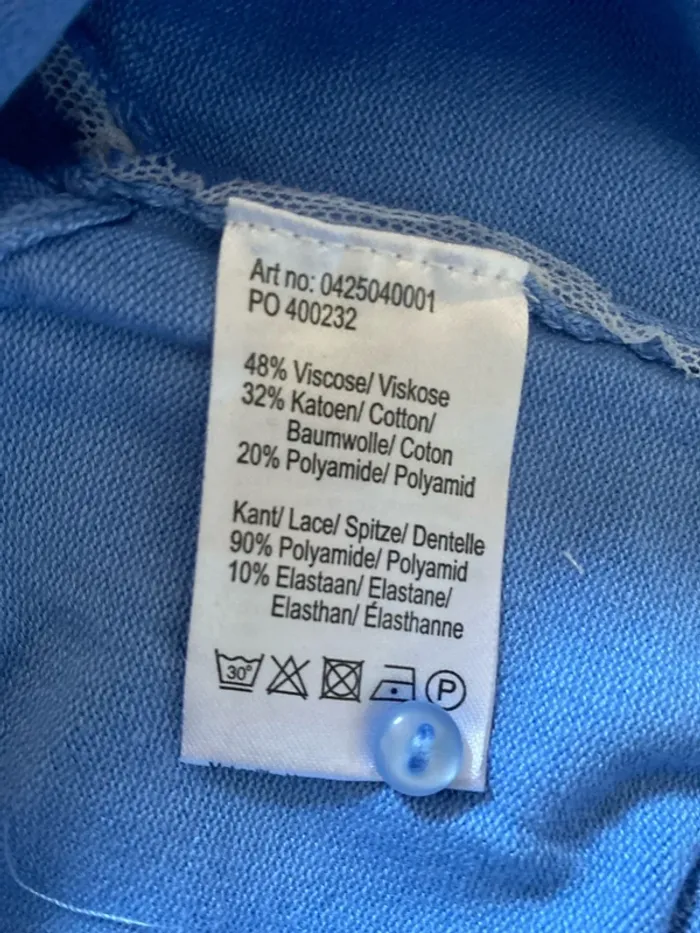 Art no: 0425040001
PO 400232
48% Viscose/ Viskose
32% Katoen/ Cotton/
Baumwolle/ Coton
20% Polyamide/ Polyamid
Kant/ Lace/ Spitze/ Dentelle
90% Polyamide/ Polyamid
10% Elastaan/ Elastane/
Elasthan/ Élasthanne
30° P